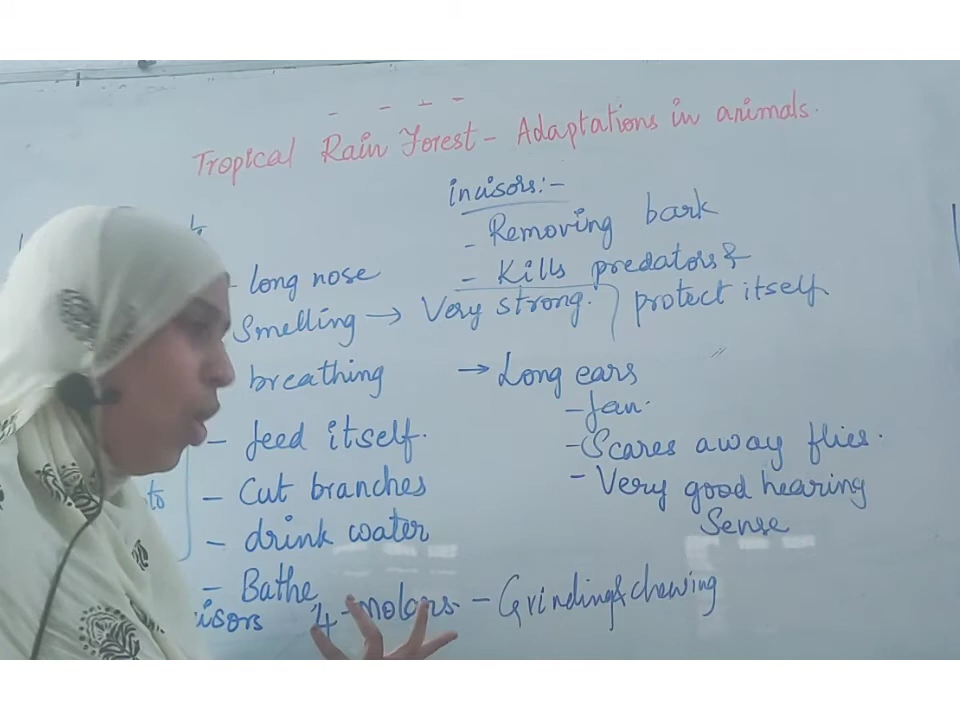 Tropical Rain Forest - Adaptations in animals.
incisors:-
- Removing bark
- Kills predators &
protect itself
- long nose
Smelling → Very strong.
breathing
- feed itself.
- Cut branches
- drink water
- Bathe
→ Long ears
- fan.
- Scares away flies.
- Very good hearing
Sense
to
isors 4 - molars - Grinding & chewing